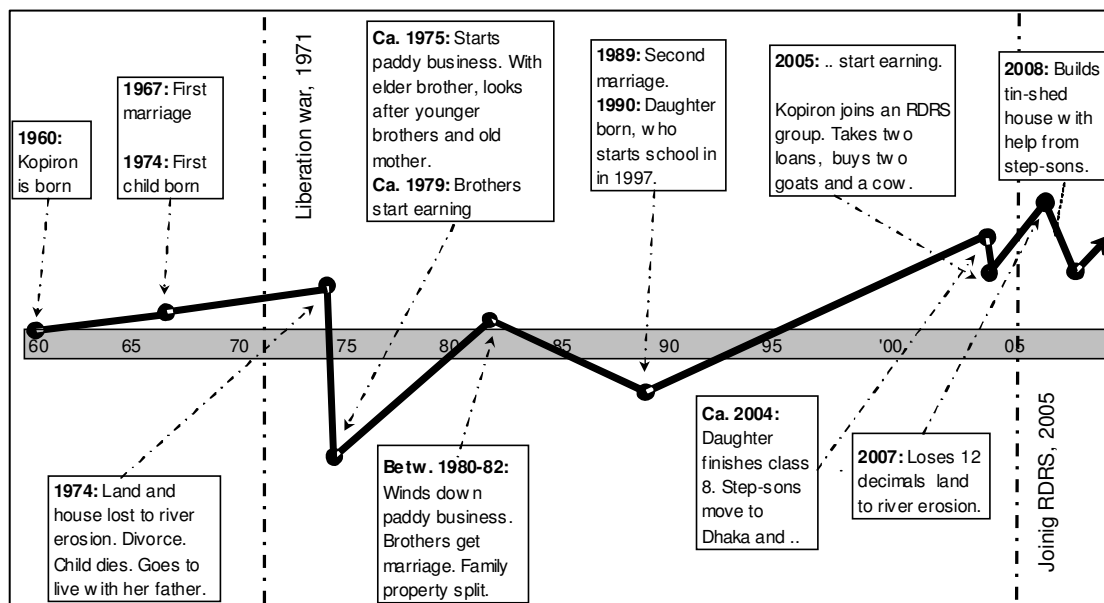 1960:
Kopiron
is born
1967: First
marriage
1974: First
child born
Liberation war, 1971
Ca. 1975: Starts
paddy business. With
elder brother, looks
after younger
brothers and old
mother.
Ca. 1979: Brothers
start earning
1989: Second
marriage.
1990: Daughter
born, who
starts school in
in 1997.
2005: .. start earning.
Kopiron joins an RDRS
group. Takes two
loans, buys two
goats and a cow.
2008: Builds
tin-shed
house with
help from
step-sons.
60 65 70 75 80 85 90 95 '00 05
1974: Land and
house lost to river
erosion. Divorce.
Child dies. Goes to
live with her father.
Betw. 1980-82:
Winds down
paddy business.
Brothers get
marriage. Family
property split.
Ca. 2004:
Daughter
finishes class
8. Step-sons
move to
Dhaka and ..
2007: Loses 12
decimals land
to river erosion.
Joinig RDRS, 2005